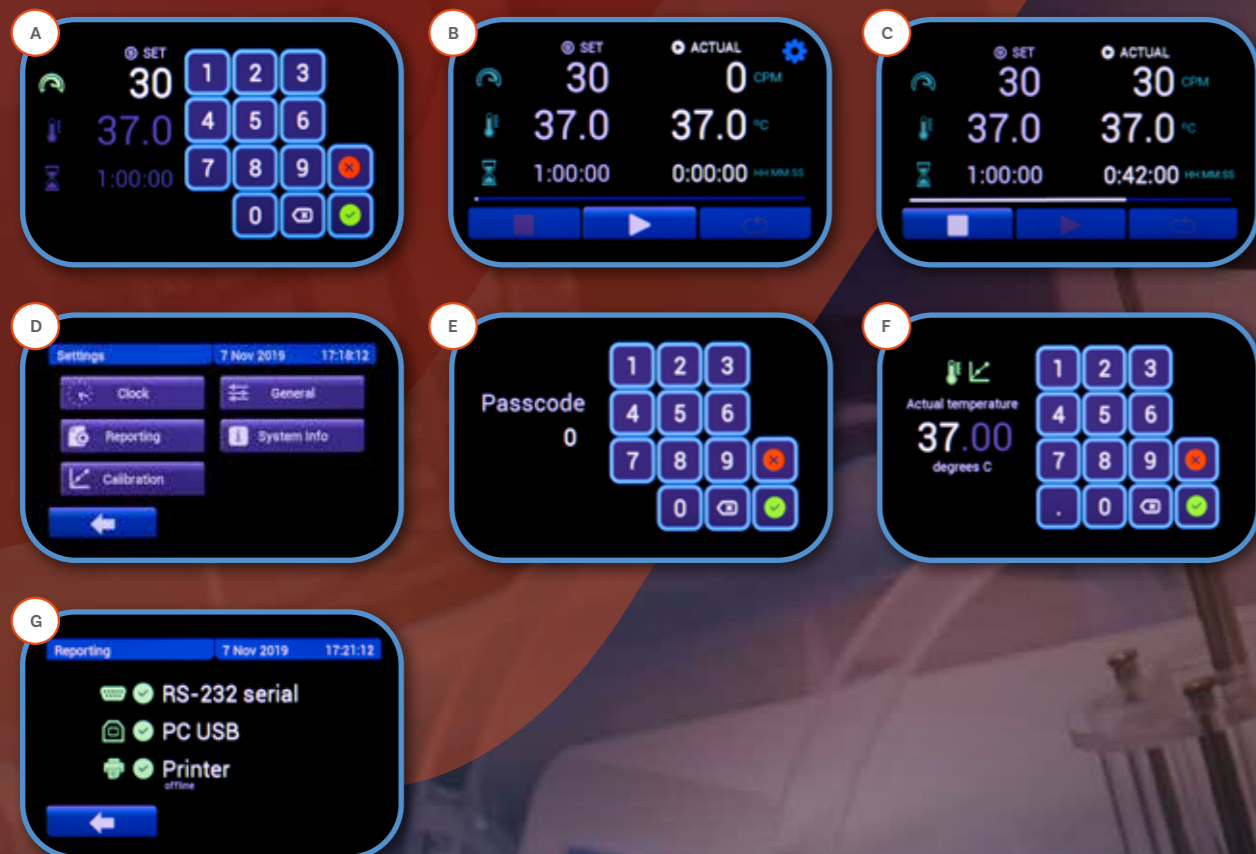 A
SET
30
37.0
1:00:00
1 2 3
4 5 6
7 8 9
0
B
SET ACTUAL
30 0 CPM
37.0 37.0 °C
1:00:00 0:00:00 HH:MM:SS
C
SET ACTUAL
30 30 CPM
37.0 37.0 °C
1:00:00 0:42:00 HH:MM:SS
D
Settings 7 Nov 2019 17:18:12
Clock General
Reporting System Info
Calibration
E
Passcode
0
1 2 3
4 5 6
7 8 9
0
F
Actual temperature
37.00
degrees C
1 2 3
4 5 6
7 8 9
. 0
G
Reporting 7 Nov 2019 17:21:12
RS-232 serial
PC USB
Printer
offline